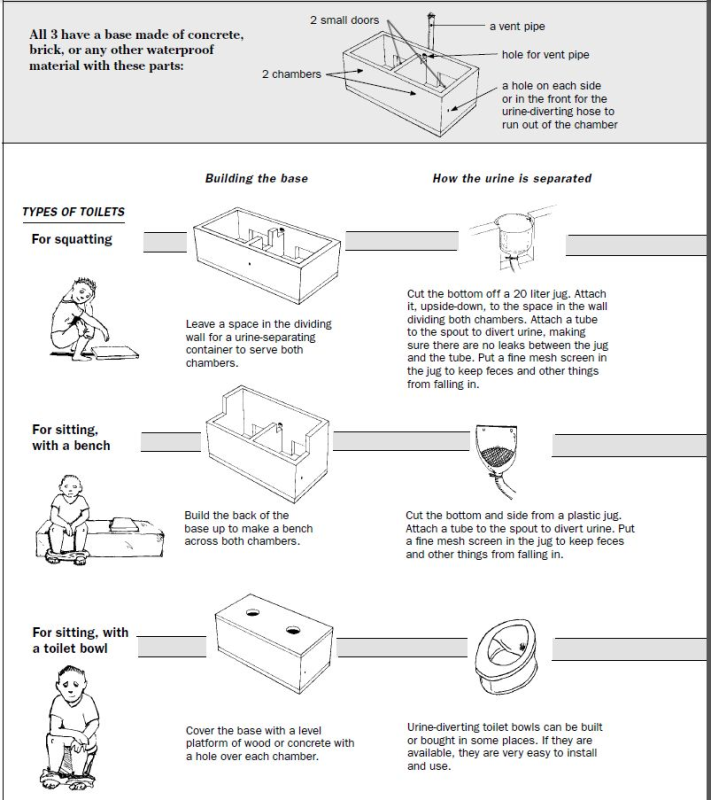 All 3 have a base made of concrete,
brick, or any other waterproof
material with these parts:
2 small doors
2 chambers
a vent pipe
hole for vent pipe
a hole on each side
or in the front for the
urine-diverting hose to
run out of the chamber
Building the base
How the urine is separated
TYPES OF TOILETS
For squatting
Leave a space in the dividing
wall for a urine-separating
container to serve both
chambers.
Cut the bottom off a 20 liter jug. Attach
it, upside-down, to the space in the wall
dividing both chambers. Attach a tube
to the spout to divert urine, making
sure there are no leaks between the jug
and the tube. Put a fine mesh screen in
the jug to keep feces and other things
from falling in.
For sitting,
with a bench
Build the back of the
base up to make a bench
across both chambers.
Cut the bottom and side from a plastic jug.
Attach a tube to the spout to divert urine. Put
a fine mesh screen in the jug to keep feces
and other things from falling in.
For sitting, with
a toilet bowl
Cover the base with a level
platform of wood or concrete with
a hole over each chamber.
Urine-diverting toilet bowls can be built
or bought in some places. If they are
available, they are very easy to install
and use.